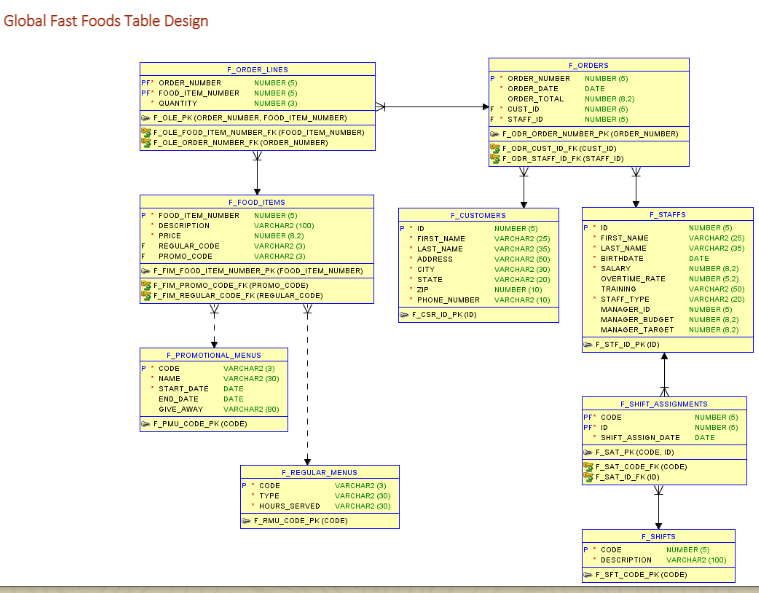 Global Fast Foods Table Design
F_ORDER_LINES
PF* ORDER_NUMBER NUMBER (5)
PF* FOOD_ITEM_NUMBER NUMBER (5)
* QUANTITY NUMBER (3)
F_OLE_PK (ORDER_NUMBER, FOOD_ITEM_NUMBER)
F_OLE_FOOD_ITEM_NUMBER_FK (FOOD_ITEM_NUMBER)
F_OLE_ORDER_NUMBER_FK (ORDER_NUMBER)
F_ORDERS
P * ORDER_NUMBER NUMBER (5)
* ORDER_DATE DATE
ORDER_TOTAL NUMBER (8,2)
F * CUST_ID NUMBER (5)
F * STAFF_ID NUMBER (5)
F_ODR_ORDER_NUMBER_PK (ORDER_NUMBER)
F_ODR_CUST_ID_FK (CUST_ID)
F_ODR_STAFF_ID_FK (STAFF_ID)
F_FOOD_ITEMS
P * FOOD_ITEM_NUMBER NUMBER (5)
* DESCRIPTION VARCHAR2 (100)
* PRICE NUMBER (8,2)
F REGULAR_CODE VARCHAR2 (3)
F PROMO_CODE VARCHAR2 (3)
F_FIM_FOOD_ITEM_NUMBER_PK (FOOD_ITEM_NUMBER)
F_FIM_PROMO_CODE_FK (PROMO_CODE)
F_FIM_REGULAR_CODE_FK (REGULAR_CODE)
F_CUSTOMERS
P * ID NUMBER (5)
* FIRST_NAME VARCHAR2 (25)
* LAST_NAME VARCHAR2 (35)
* ADDRESS VARCHAR2 (50)
* CITY VARCHAR2 (30)
* STATE VARCHAR2 (20)
* ZIP NUMBER (10)
* PHONE_NUMBER VARCHAR2 (10)
F_CSR_ID_PK (ID)
F_STAFFS
P * ID NUMBER (5)
* FIRST_NAME VARCHAR2 (25)
* LAST_NAME VARCHAR2 (35)
* BIRTHDATE DATE
* SALARY NUMBER (8,2)
OVERTIME_RATE NUMBER (5,2)
TRAINING VARCHAR2 (50)
* STAFF_TYPE VARCHAR2 (20)
MANAGER_ID NUMBER (5)
MANAGER_BUDGET NUMBER (8,2)
MANAGER_TARGET NUMBER (8,2)
F_STF_ID_PK (ID)
F_PROMOTIONAL_MENUS
P * CODE VARCHAR2 (3)
* NAME VARCHAR2 (30)
* START_DATE DATE
END_DATE DATE
GIVE_AWAY VARCHAR2 (80)
F_PMU_CODE_PK (CODE)
F_SHIFT_ASSIGNMENTS
PF* CODE NUMBER (5)
PF* ID NUMBER (5)
* SHIFT_ASSIGN_DATE DATE
F_SAT_PK (CODE, ID)
F_SAT_CODE_FK (CODE)
F_SAT_ID_FK (ID)
F_REGULAR_MENUS
P * CODE VARCHAR2 (3)
* TYPE VARCHAR2 (30)
* HOURS_SERVED VARCHAR2 (30)
F_RMU_CODE_PK (CODE)
F_SHIFTS
P * CODE NUMBER (5)
* DESCRIPTION VARCHAR2 (100)
F_SFT_CODE_PK (CODE)